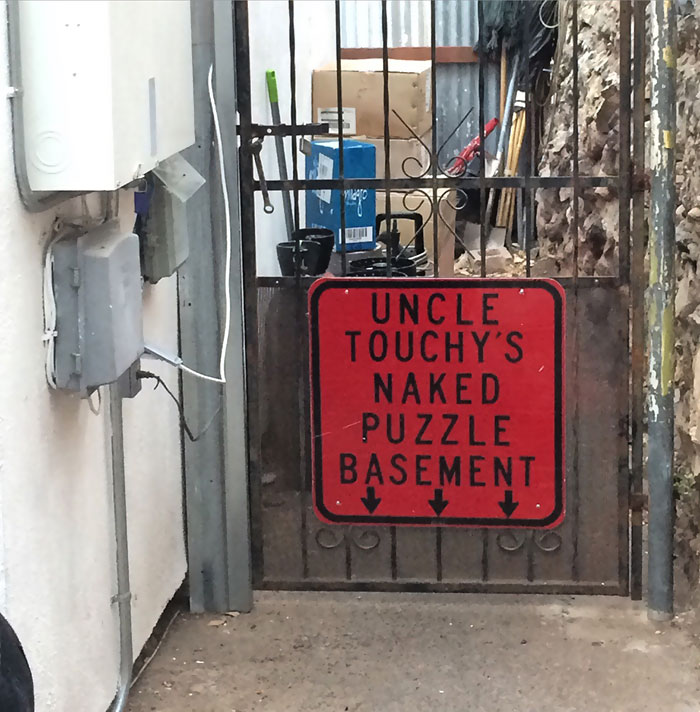 UNCLE
TOUCHY'S
NAKED
PUZZLE
BASEMENT